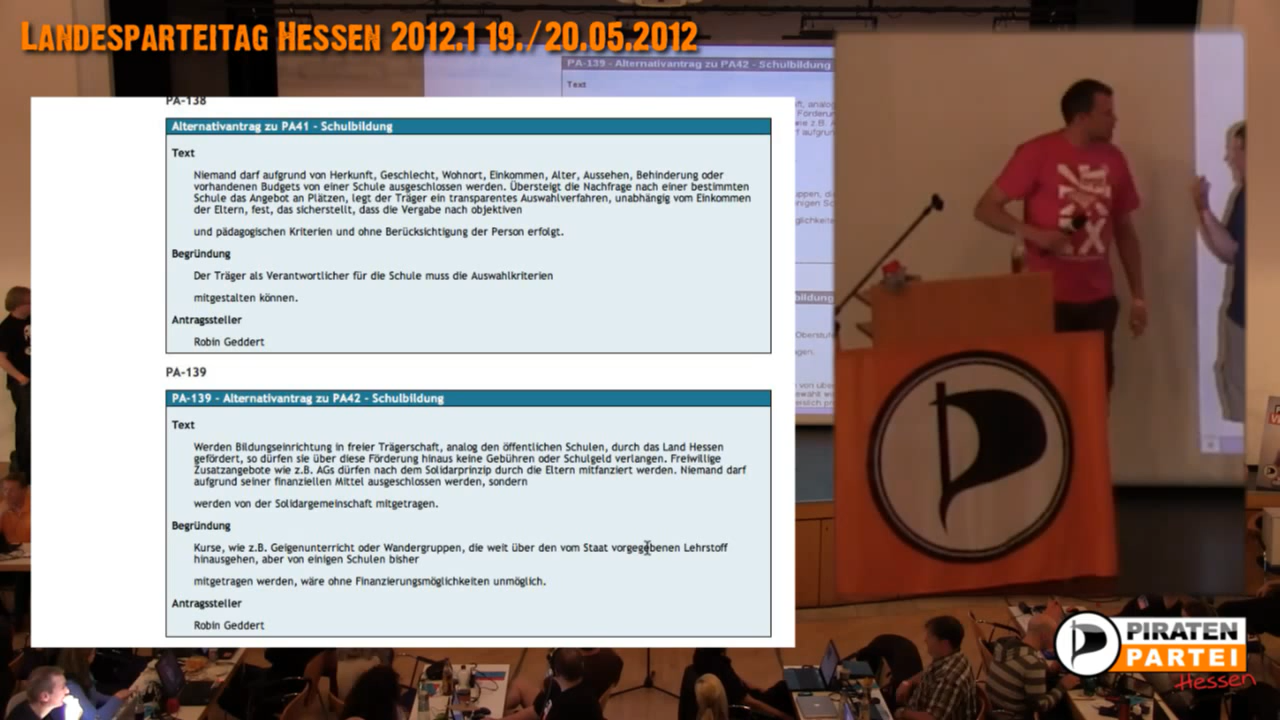 LANDESPARTEITAG HESSEN 2012.1 19./20.05.2012
PA-139 - Alternativantrag zu PA42 - Schulbildung
Text
PA-138
Alternativantrag zu PA41 - Schulbildung
Text
Niemand darf aufgrund von Herkunft, Geschlecht, Wohnort, Einkommen, Alter, Aussehen, Behinderung oder
vorhandenen Budgets von einer Schule ausgeschlossen werden. Übersteigt die Nachfrage nach einer bestimmten
Schule das Angebot an Plätzen, legt der Träger ein transparentes Auswahlverfahren, unabhängig vom Einkommen
der Eltern, fest, das sicherstellt, dass die Vergabe nach objektiven
und pädagogischen Kriterien und ohne Berücksichtigung der Person erfolgt.
Begründung
Der Träger als Verantwortlicher für die Schule muss die Auswahlkriterien
mitgestalten können.
Antragssteller
Robin Geddert
PA-139
PA-139 - Alternativantrag zu PA42 - Schulbildung
Text
Werden Bildungseinrichtung in freier Trägerschaft, analog den öffentlichen Schulen, durch das Land Hessen
gefördert, so dürfen sie über diese Förderung hinaus keine Gebühren oder Schulgeld verlangen. Freiwillige
Zusatzangebote wie z.B. AGs dürfen nach dem Solidarprinzip durch die Eltern mitfanziert werden. Niemand darf
aufgrund seiner finanziellen Mittel ausgeschlossen werden, sondern
werden von der Solidargemeinschaft mitgetragen.
Begründung
Kurse, wie z.B. Geigenunterricht oder Wandergruppen, die weit über den vom Staat vorgegebenen Lehrstoff
hinausgehen, aber von einigen Schulen bisher
mitgetragen werden, wäre ohne Finanzierungsmöglichkeiten unmöglich.
Antragssteller
Robin Geddert
PIRATEN
PARTEI
Hessen